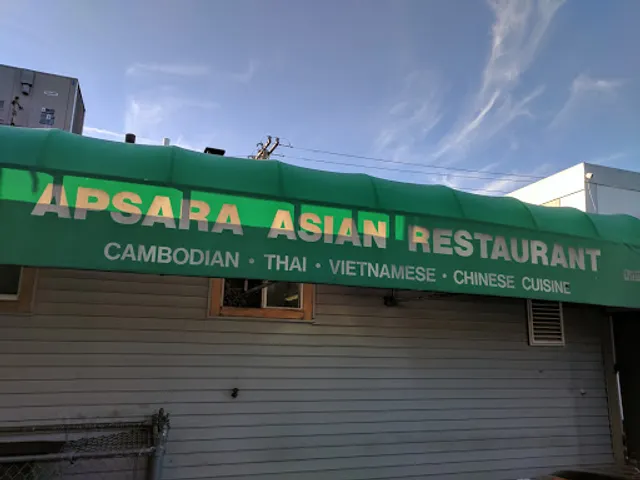 APSARA ASIAN RESTAURANT
CAMBODIAN · THAI · VIETNAMESE · CHINESE CUISINE